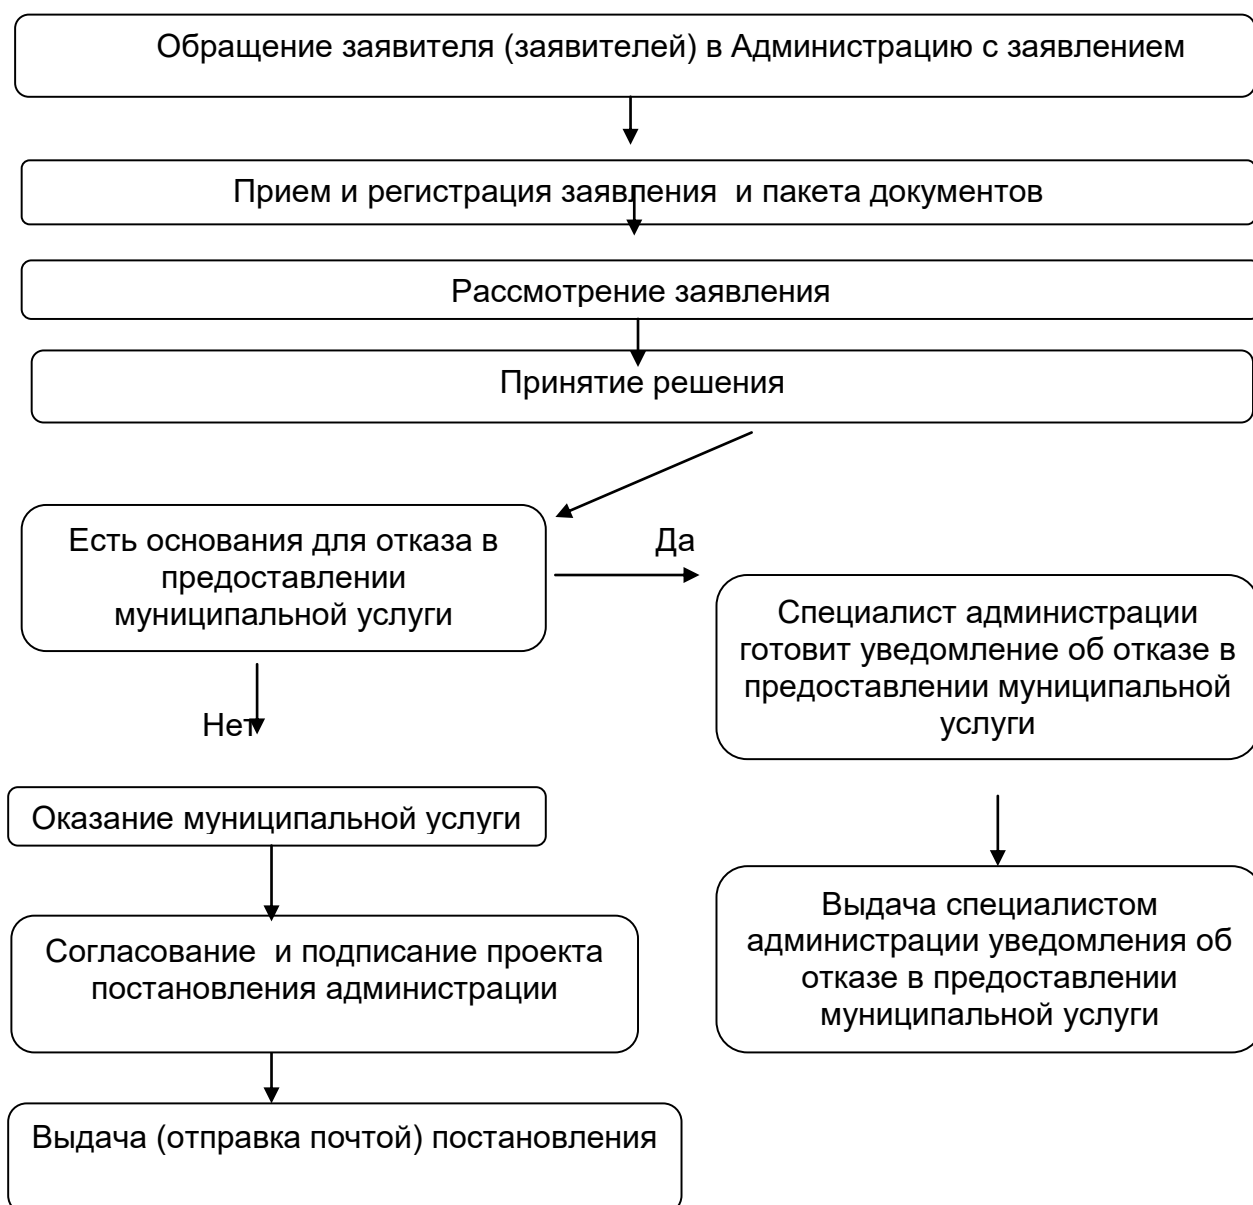 Обращение заявителя (заявителей) в Администрацию с заявлением
Прием и регистрация заявления  и пакета документов
Рассмотрение заявления
Принятие решения
Есть основания для отказа в
предоставлении
муниципальной услуги
Да
Специалист администрации
готовит уведомление об отказе в
предоставлении муниципальной
услуги
Нет
Оказание муниципальной услуги
Согласование  и подписание проекта
постановления администрации
Выдача специалистом
администрации уведомления об
отказе в предоставлении
муниципальной услуги
Выдача (отправка почтой) постановления